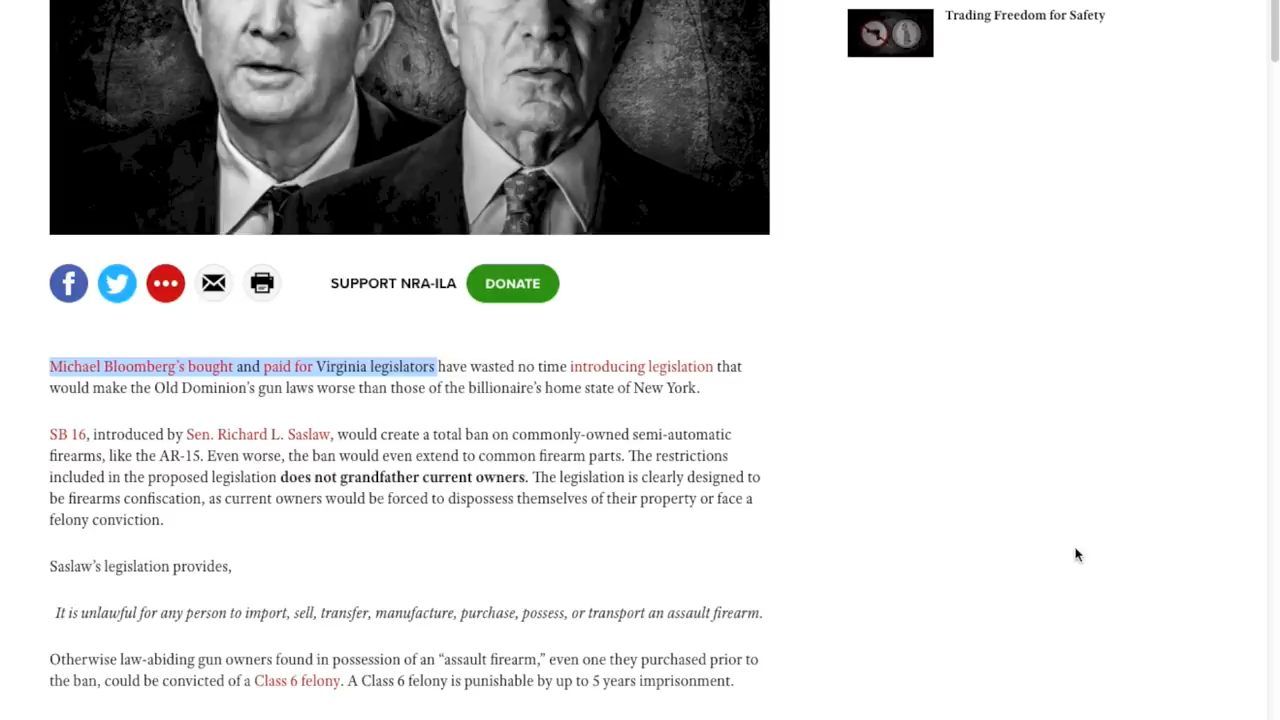 Trading Freedom for Safety
SUPPORT NRA-ILA DONATE
Michael Bloomberg's bought and paid for Virginia legislators have wasted no time introducing legislation that
would make the Old Dominion's gun laws worse than those of the billionaire's home state of New York.
SB 16, introduced by Sen. Richard L. Saslaw, would create a total ban on commonly-owned semi-automatic
firearms, like the AR-15. Even worse, the ban would even extend to common firearm parts. The restrictions
included in the proposed legislation does not grandfather current owners. The legislation is clearly designed to
be firearms confiscation, as current owners would be forced to dispossess themselves of their property or face a
felony conviction.
Saslaw's legislation provides,
It is unlawful for any person to import, sell, transfer, manufacture, purchase, possess, or transport an assault firearm.
Otherwise law-abiding gun owners found in possession of an “assault firearm,” even one they purchased prior to
the ban, could be convicted of a Class 6 felony. A Class 6 felony is punishable by up to 5 years imprisonment.